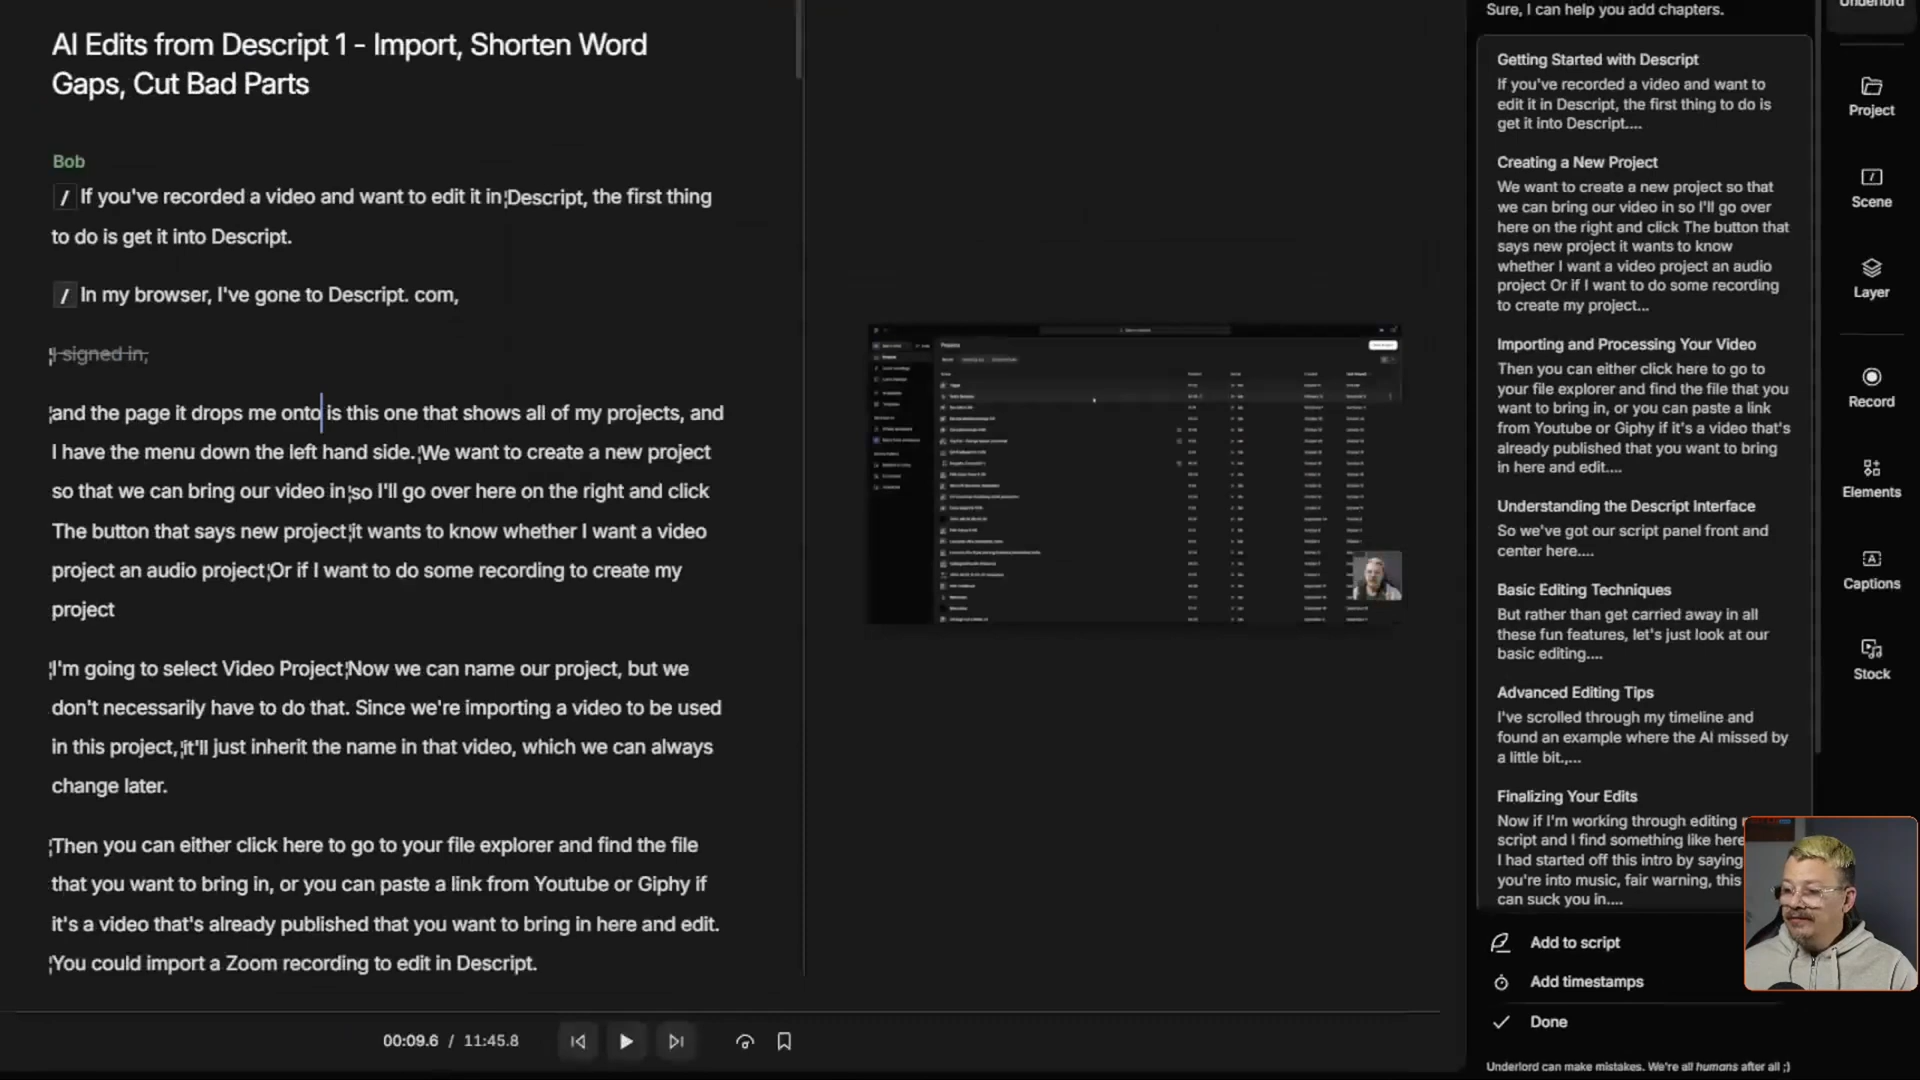 AI Edits from Descript 1 - Import, Shorten Word
Gaps, Cut Bad Parts
Bob
/ If you've recorded a video and want to edit it in¦Descript, the first thing
to do is get it into Descript.
/ In my browser, I've gone to Descript. com,
¦I signed in,
¦and the page it drops me onto is this one that shows all of my projects, and
I have the menu down the left hand side.¦We want to create a new project
so that we can bring our video in¦so I'll go over here on the right and click
The button that says new project¦it wants to know whether I want a video
project an audio project¦Or if I want to do some recording to create my
project
¦I'm going to select Video Project¦Now we can name our project, but we
don't necessarily have to do that. Since we're importing a video to be used
in this project,¦it'll just inherit the name in that video, which we can always
change later.
¦Then you can either click here to go to your file explorer and find the file
that you want to bring in, or you can paste a link from Youtube or Giphy if
it's a video that's already published that you want to bring in here and edit.
¦You could import a Zoom recording to edit in Descript.
00:09.6 / 11:45.8
Sure, I can help you add chapters.
Getting Started with Descript
If you've recorded a video and want to
edit it in Descript, the first thing to do is
get it into Descript....
Creating a New Project
We want to create a new project so that
we can bring our video in so I'll go over
here on the right and click The button that
says new project it wants to know
whether I want a video project an audio
project Or if I want to do some recording
to create my project...
Importing and Processing Your Video
Then you can either click here to go to
your file explorer and find the file that you
want to bring in, or you can paste a link
from Youtube or Giphy if it's a video that's
already published that you want to bring
in here and edit....
Understanding the Descript Interface
So we've got our script panel front and
center here....
Basic Editing Techniques
But rather than get carried away in all
these fun features, let's just look at our
basic editing....
Advanced Editing Tips
I've scrolled through my timeline and
found an example where the AI missed by
a little bit.,...
Finalizing Your Edits
Now if I'm working through editing
script and I find something like here
I had started off this intro by saying
you're into music, fair warning, this
can suck you in....
Add to script
Add timestamps
Done
Underlord can make mistakes. We're all humans after all ;)
Underlord
Project
Scene
Layer
Record
Elements
Captions
Stock